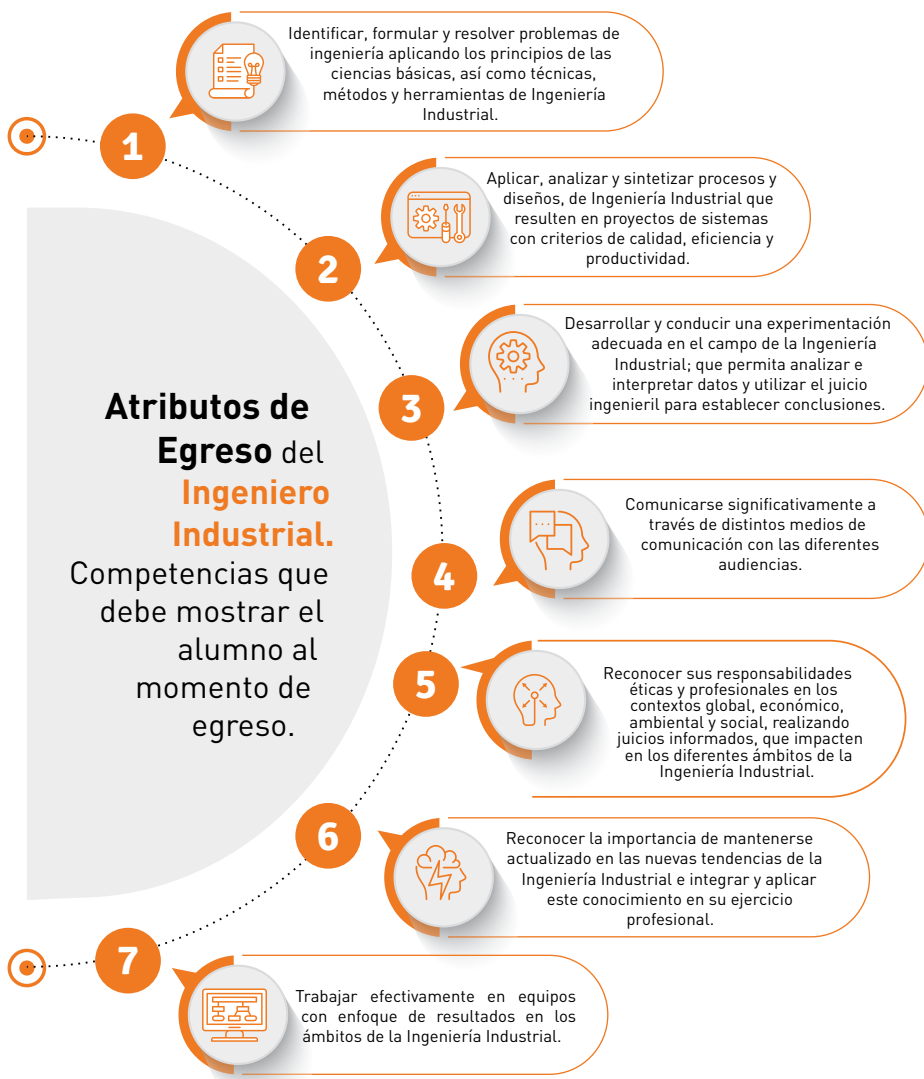 Identificar, formular y resolver problemas de
ingeniería aplicando los principios de las
ciencias básicas, así como técnicas,
métodos y herramientas de Ingeniería
Industrial.
1
Aplicar, analizar y sintetizar procesos y
diseños, de Ingeniería Industrial que
resulten en proyectos de sistemas
con criterios de calidad, eficiencia y
productividad.
2
Desarrollar y conducir una experimentación
adecuada en el campo de la Ingeniería
Industrial; que permita analizar e
interpretar datos y utilizar el juicio
ingenieril para establecer conclusiones.
3
Atributos de
Egreso del
Ingeniero
Industrial.
Competencias que
debe mostrar el
alumno al
momento de
egreso.
Comunicarse significativamente a
través de distintos medios de
comunicación con las diferentes
audiencias.
4
Reconocer sus responsabilidades
éticas y profesionales en los
contextos global, económico,
ambiental y social, realizando
juicios informados, que impacten
en los diferentes ámbitos de la
Ingeniería Industrial.
5
Reconocer la importancia de mantenerse
actualizado en las nuevas tendencias de la
Ingeniería Industrial e integrar y aplicar
este conocimiento en su ejercicio
profesional.
6
Trabajar efectivamente en equipos
con enfoque de resultados en los
ámbitos de la Ingeniería Industrial.
7